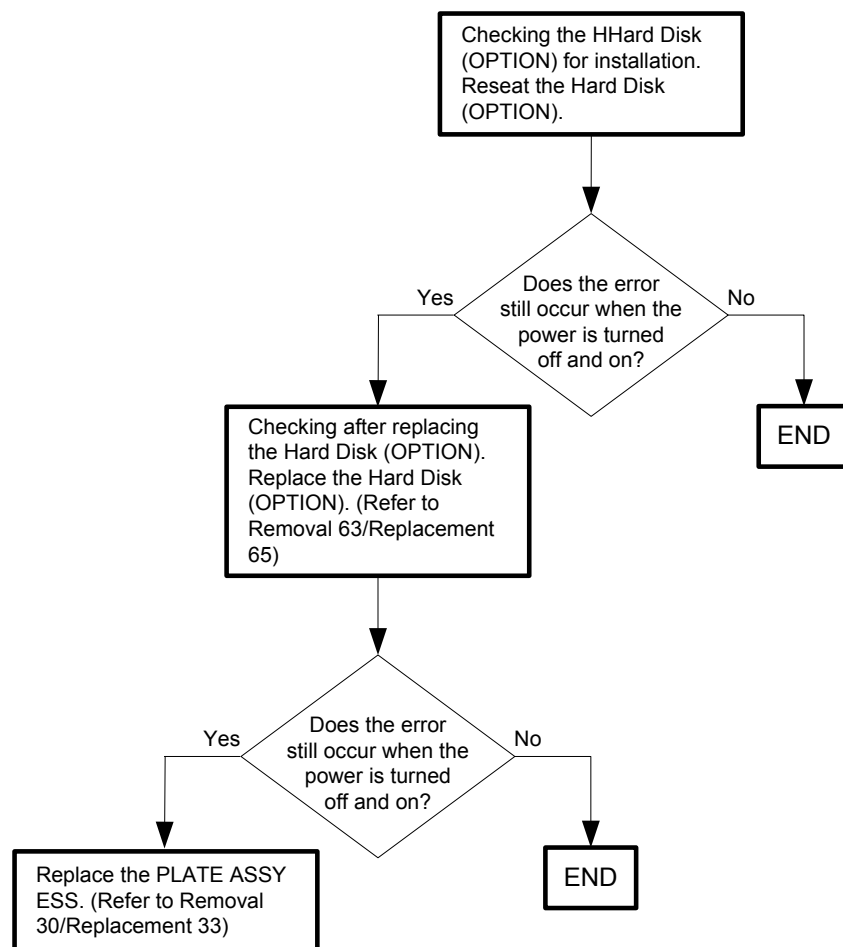 Checking the HHard Disk
(OPTION) for installation.
Reseat the Hard Disk
(OPTION).
Does the error
still occur when the
power is turned
off and on?
Yes
No
END
Checking after replacing
the Hard Disk (OPTION).
Replace the Hard Disk
(OPTION). (Refer to
Removal 63/Replacement
65)
Does the error
still occur when the
power is turned
off and on?
Yes
No
END
Replace the PLATE ASSY
ESS. (Refer to Removal
30/Replacement 33)